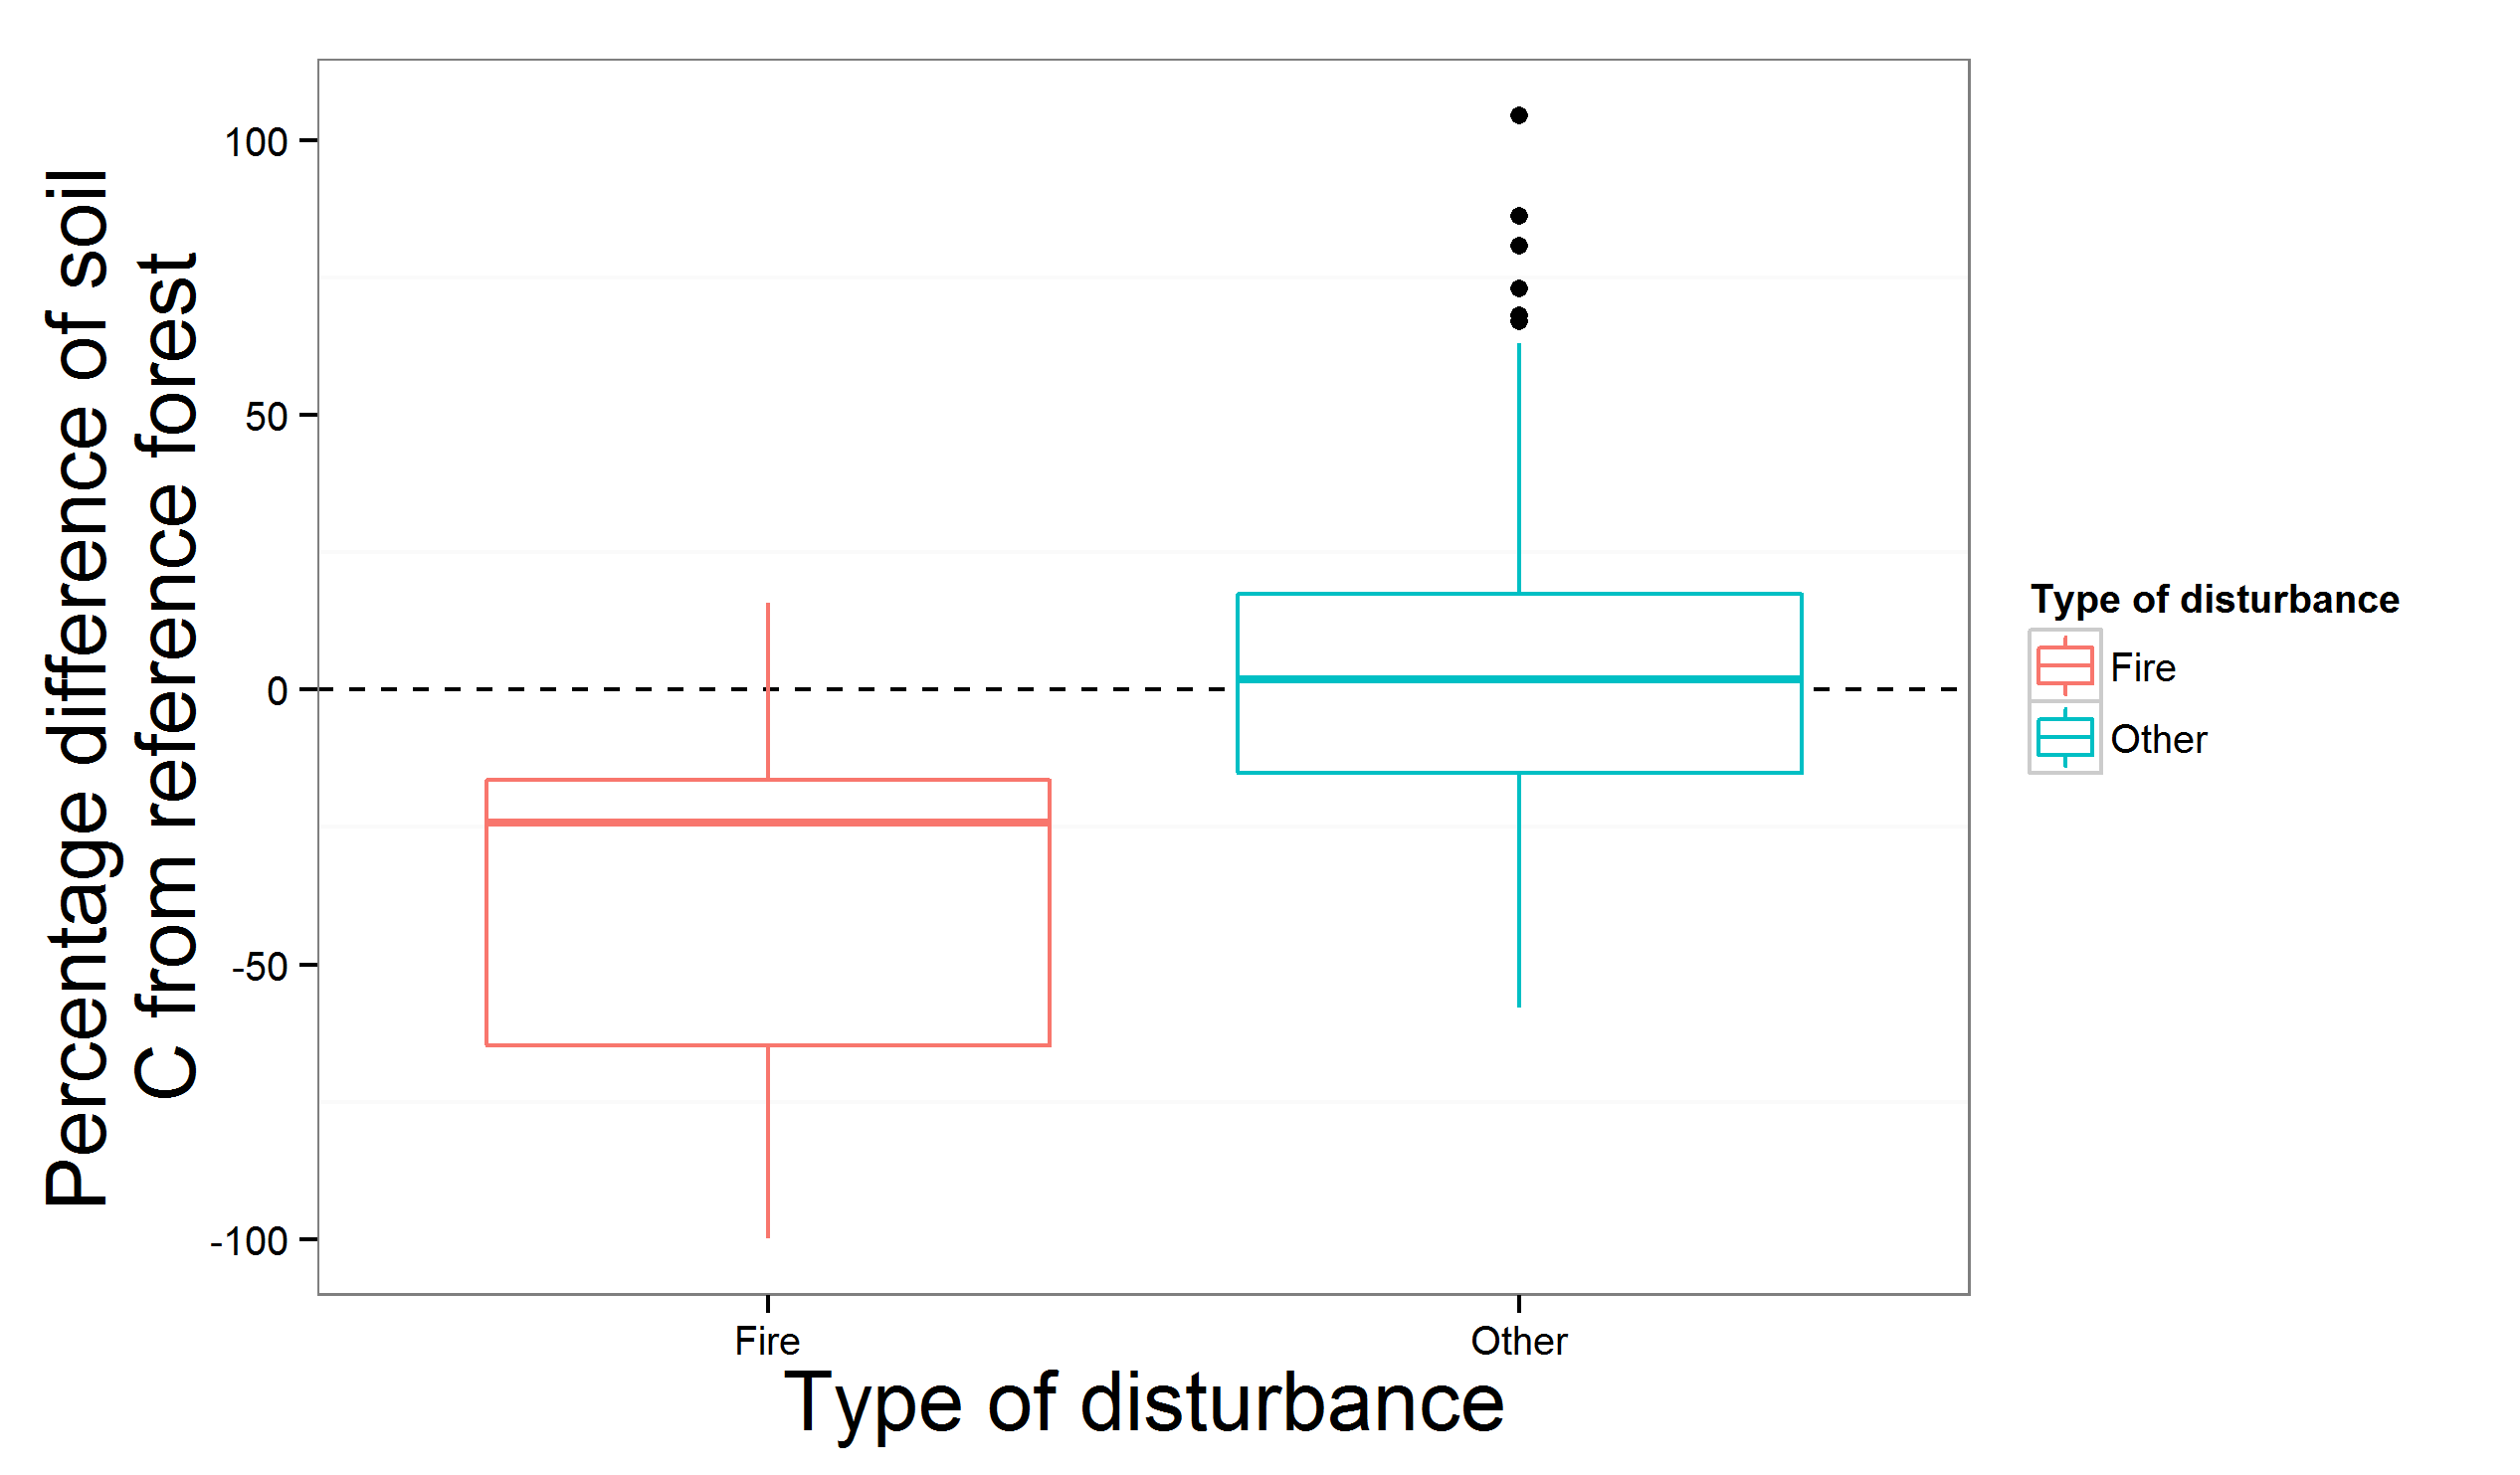 Percentage difference of soil
C from reference forest
100
50
0
-50
-100
Fire
Other
Type of disturbance
Type of disturbance
Fire
Other